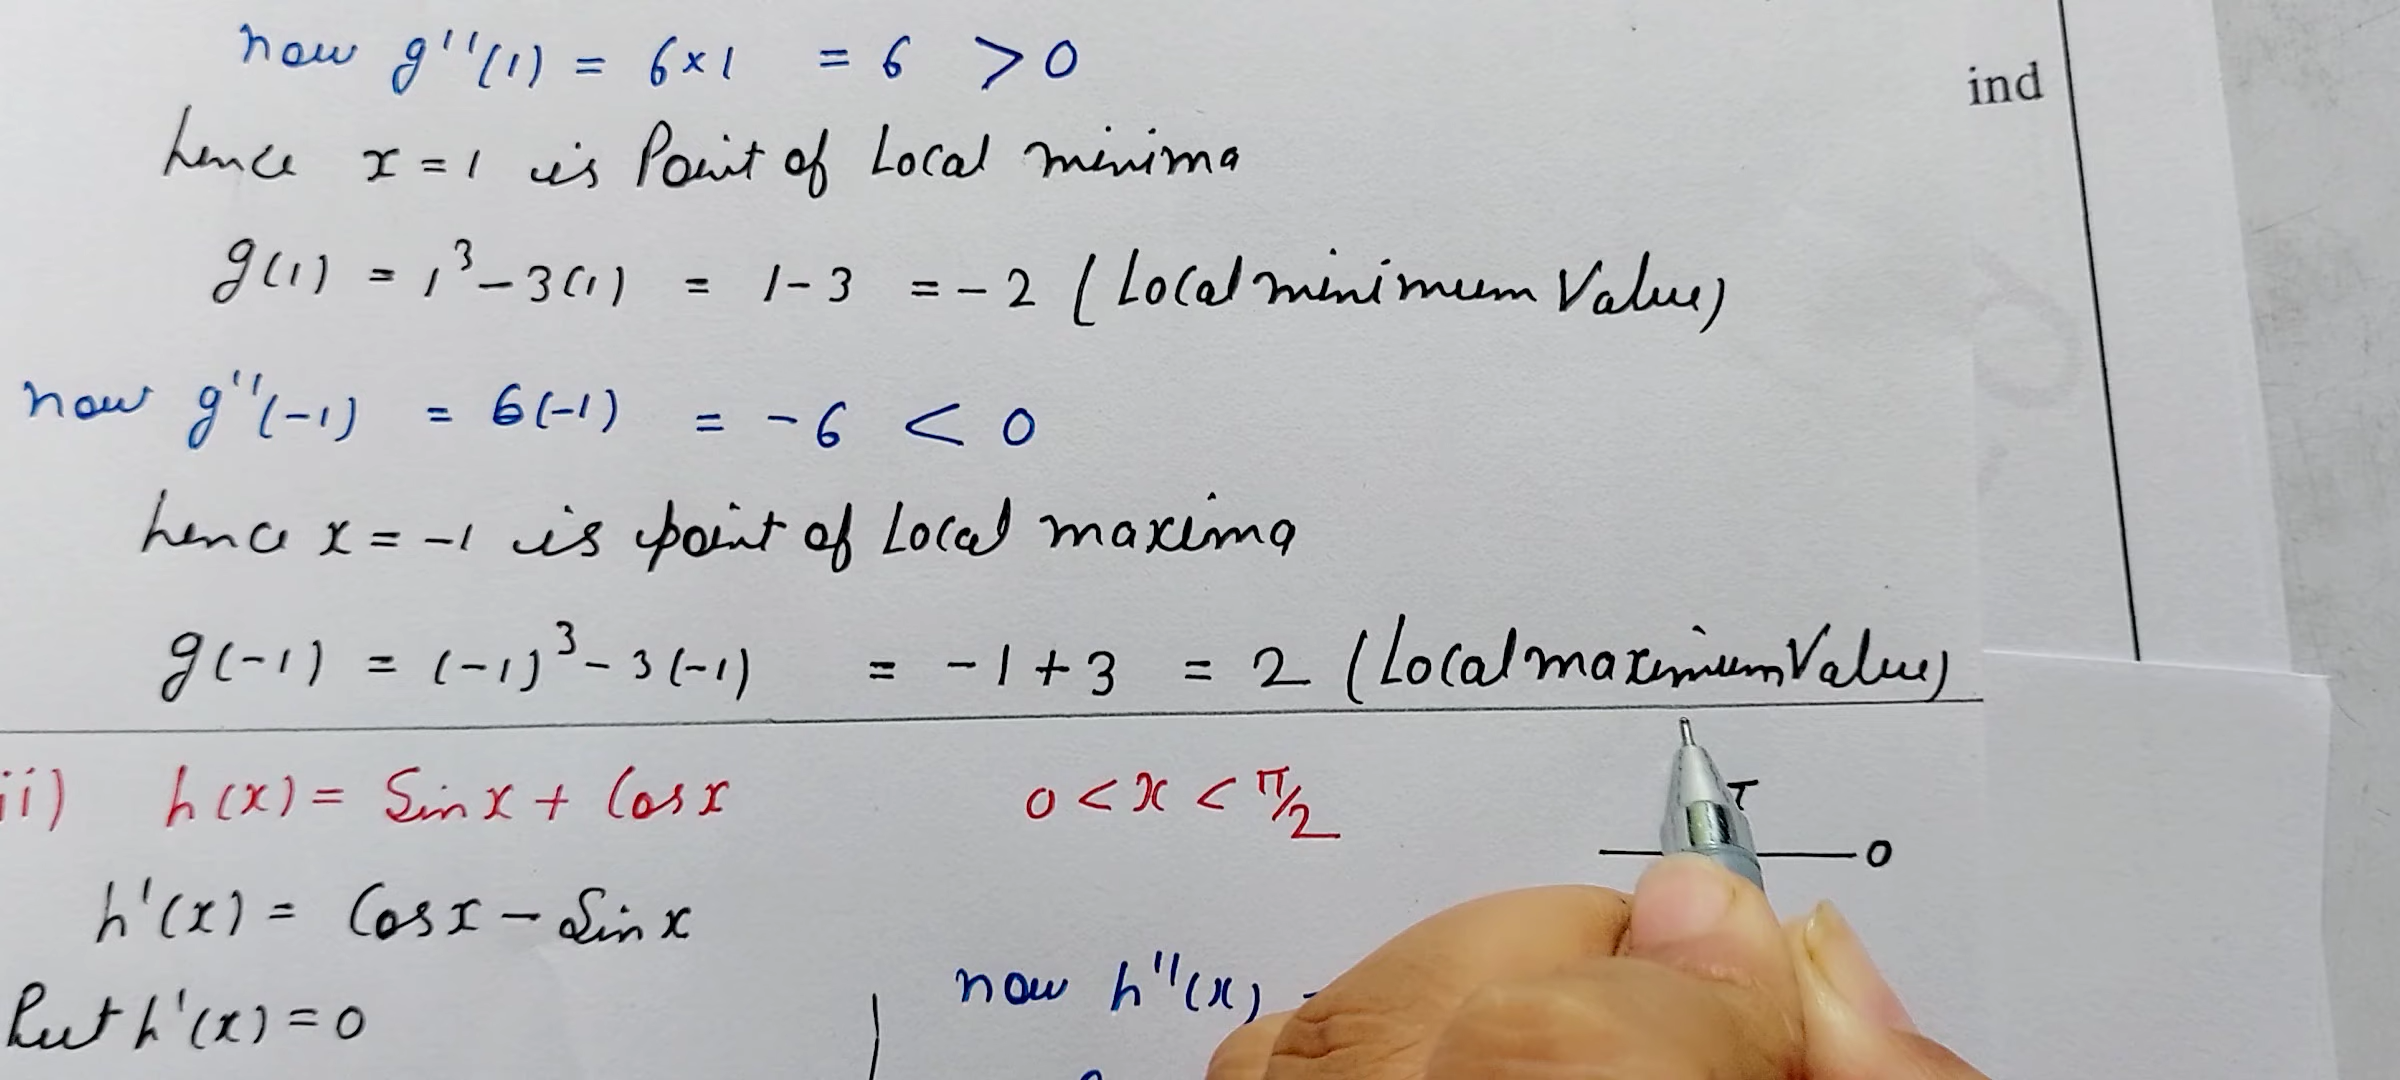 now g''(1) = 6×1 = 6 > 0
ind
hence x = 1 is Point of Local minima
g(1) = 1³ - 3(1) = 1 - 3 = -2 (Local minimum Value)
now g''(-1) = 6(-1) = -6 < 0
hence x = -1 is point of Local maxima
g(-1) = (-1)³ - 3(-1) = -1 + 3 = 2 (Local maximum Value)
ii) h(x) = Sin x + Cos x 0 < x < π/2
0
h'(x) = Cos x - Sin x
now h''(x)
Put h'(x) = 0